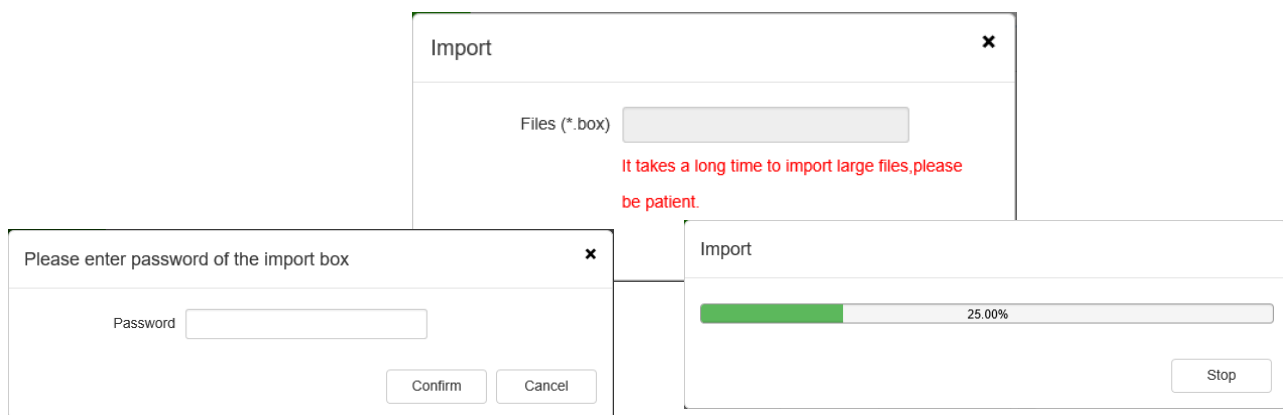 Import
×
Files (*.box)
It takes a long time to import large files,please
be patient.
Please enter password of the import box
×
Password
Confirm
Cancel
Import
25.00%
Stop